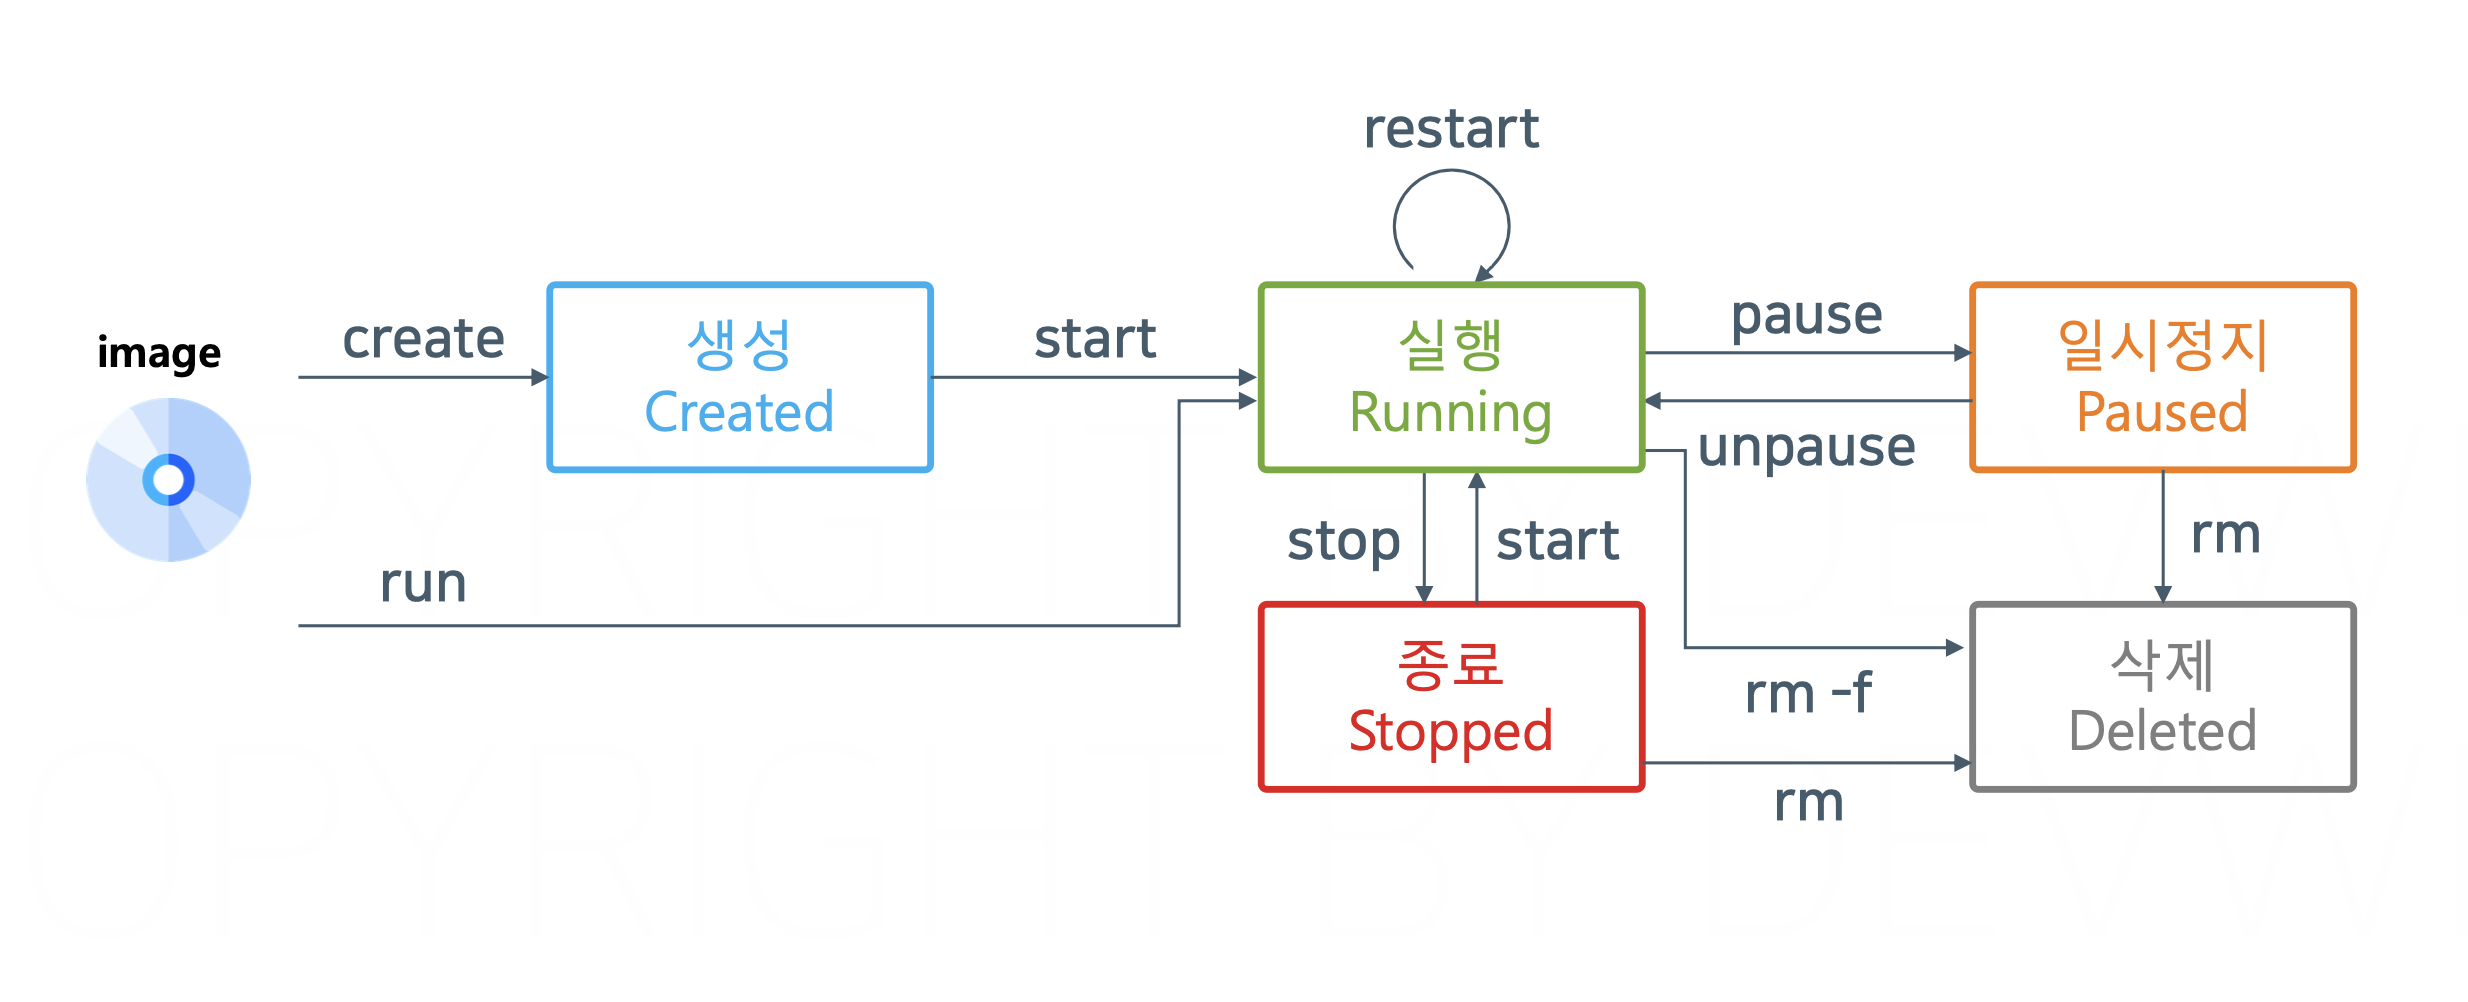 restart
image
create
생성
Created
start
실행
Running
pause
unpause
일시정지
Paused
run
stop
start
rm
종료
Stopped
rm -f
rm
삭제
Deleted